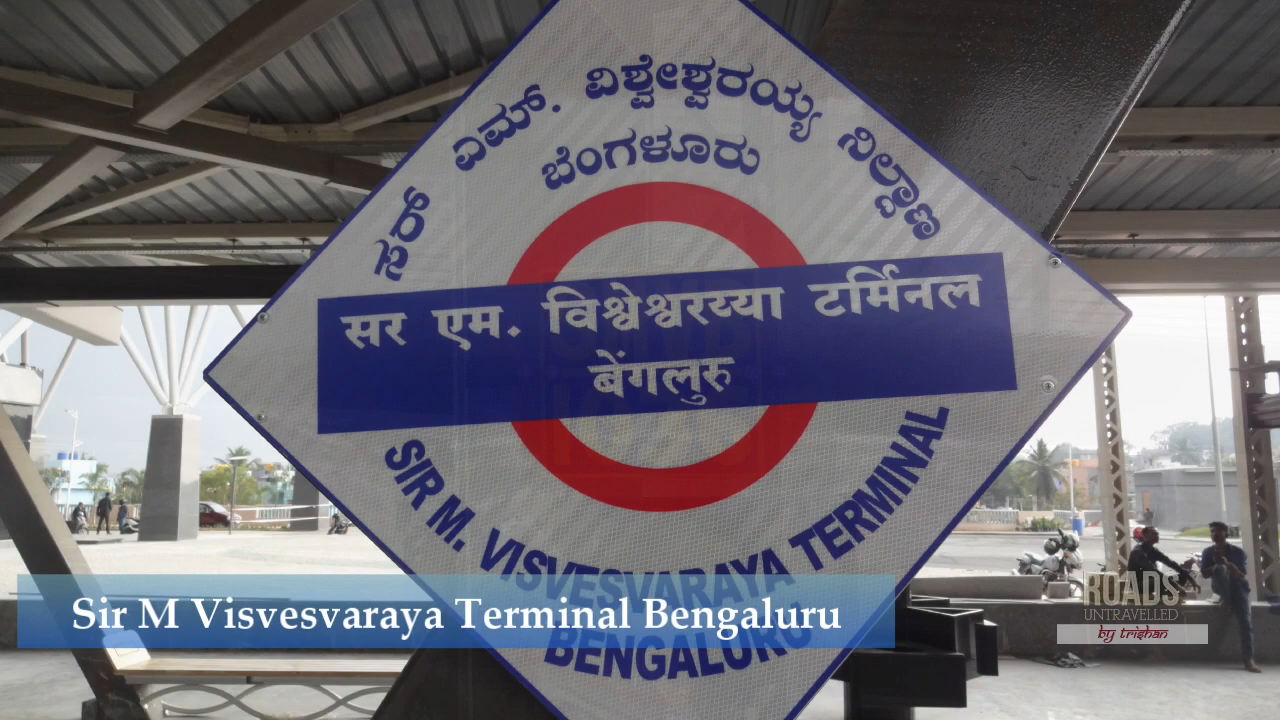 ಸರ್ ಎಮ್. ವಿಶ್ವೇಶ್ವರಯ್ಯ ನಿಲ್ದಾಣ
ಬೆಂಗಳೂರು
सर एम. विश्वेश्वरय्या टर्मिनल
बेंगलुरु
SIR M. VISVESVARAYA TERMINAL
BENGALURU
Sir M Visvesvaraya Terminal Bengaluru
ROADS
UNTRAVELLED
by trishan